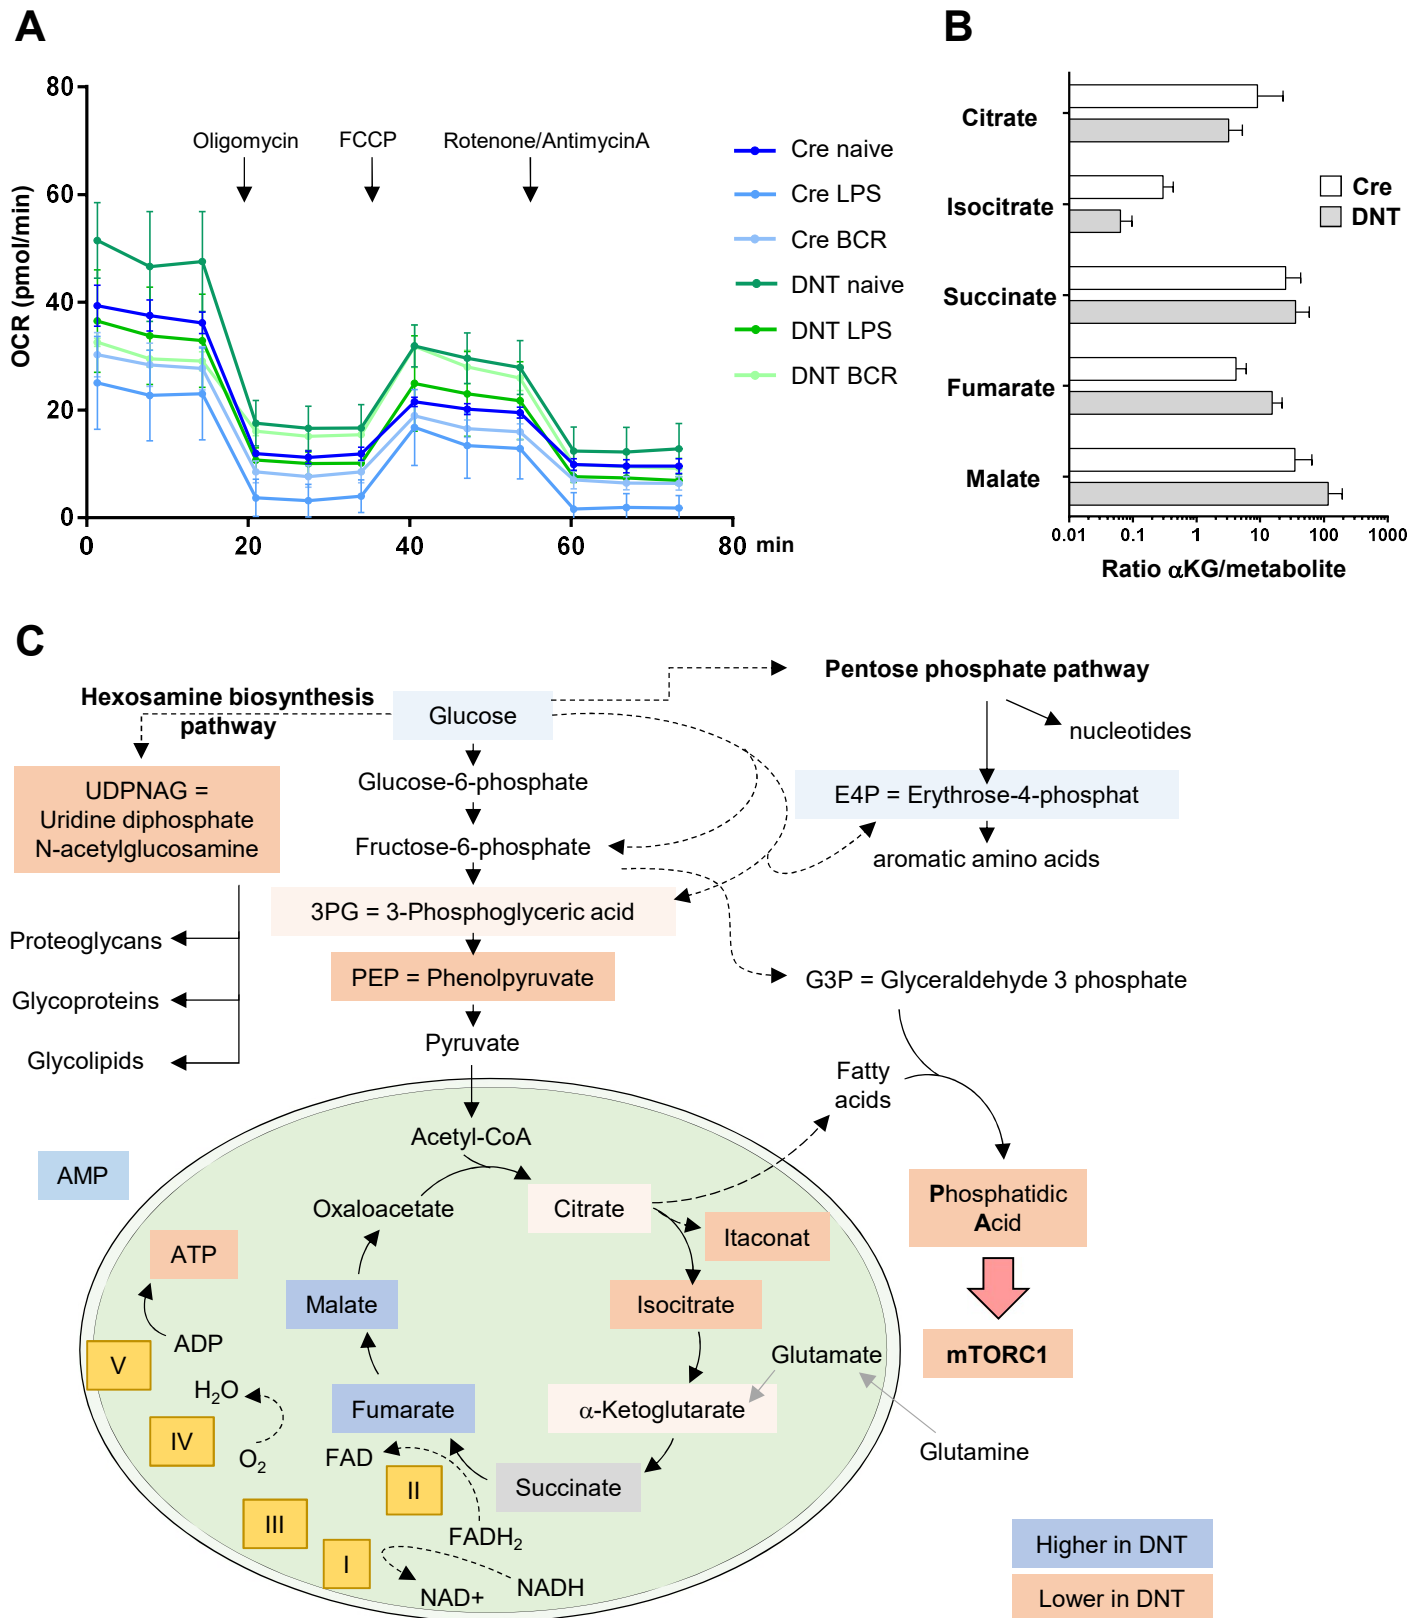 A
80
60
40
20
0
0
20
40
60
80
min
OCR (pmol/min)
Oligomycin
FCCP
Rotenone/AntimycinA
Cre naive
Cre LPS
Cre BCR
DNT naive
DNT LPS
DNT BCR
B
Citrate
Isocitrate
Succinate
Fumarate
Malate
Cre
DNT
0.01
0.1
1
10
100
1000
Ratio αKG/metabolite
C
Hexosamine biosynthesis
pathway
Glucose
Pentose phosphate pathway
nucleotides
UDPNAG =
Uridine diphosphate
N-acetylglucosamine
Glucose-6-phosphate
E4P = Erythrose-4-phosphat
Fructose-6-phosphate
aromatic amino acids
3PG = 3-Phosphoglyceric acid
Proteoglycans
PEP = Phenolpyruvate
G3P = Glyceraldehyde 3 phosphate
Glycoproteins
Pyruvate
Glycolipids
Fatty
acids
Acetyl-CoA
AMP
Oxaloacetate
Citrate
Phosphatidic
Acid
ATP
Itaconat
Malate
Isocitrate
ADP
Glutamate
mTORC1
V
H₂O
Fumarate
α-Ketoglutarate
IV
O₂
FAD
Glutamine
II
Succinate
III
FADH₂
I
NADH
NAD+
Higher in DNT
Lower in DNT